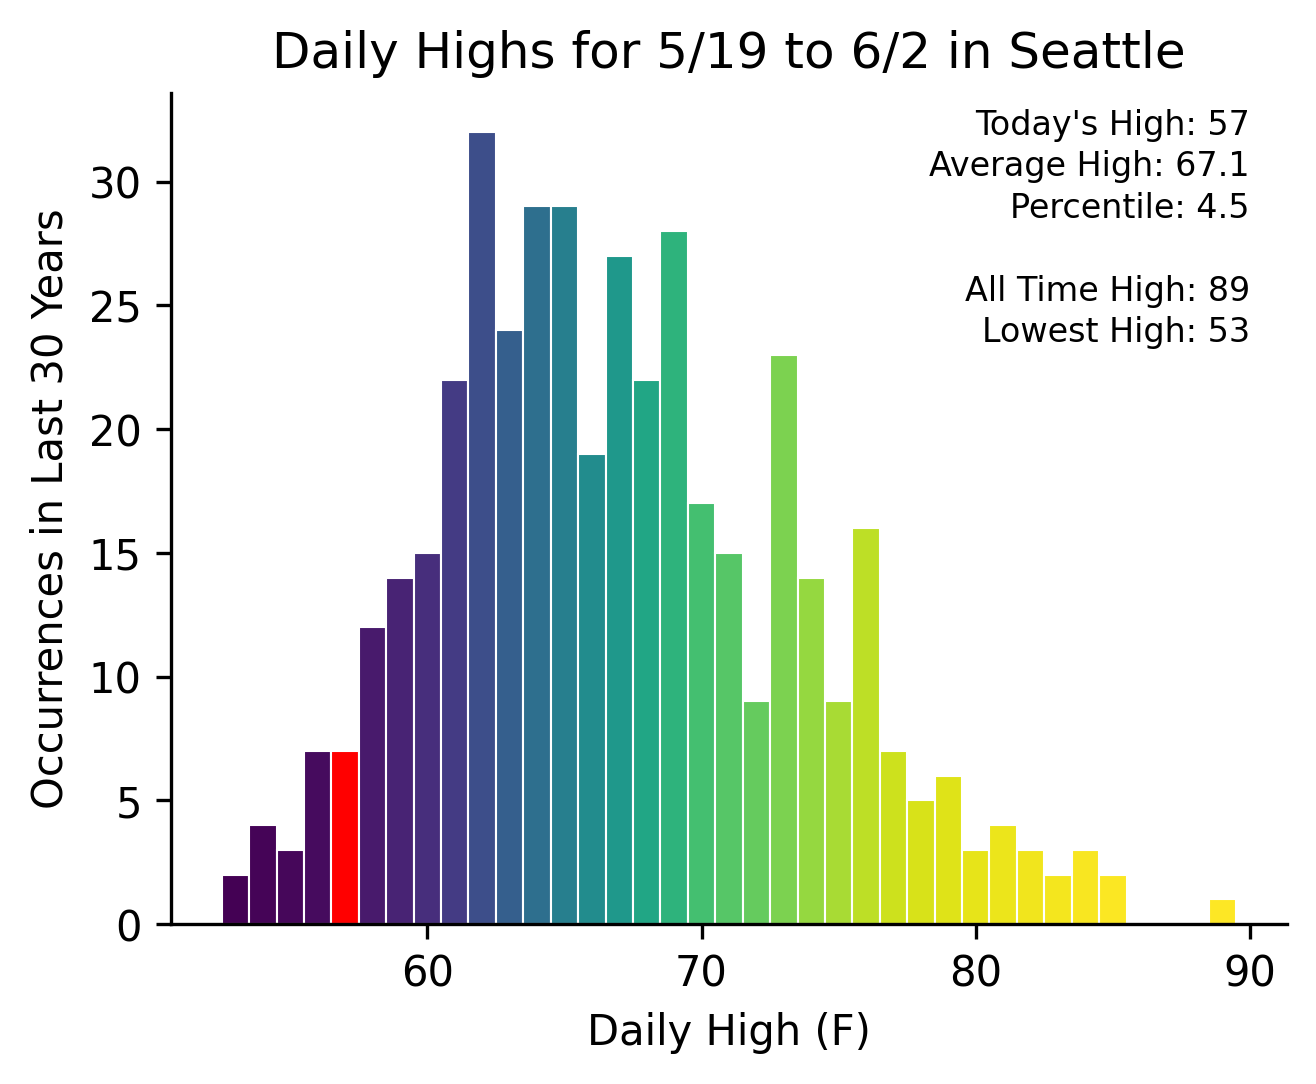 Daily Highs for 5/19 to 6/2 in Seattle
Today's High: 57
Average High: 67.1
Percentile: 4.5
All Time High: 89
Lowest High: 53
Occurrences in Last 30 Years
30
25
20
15
10
5
0
60 70 80 90
Daily High (F)